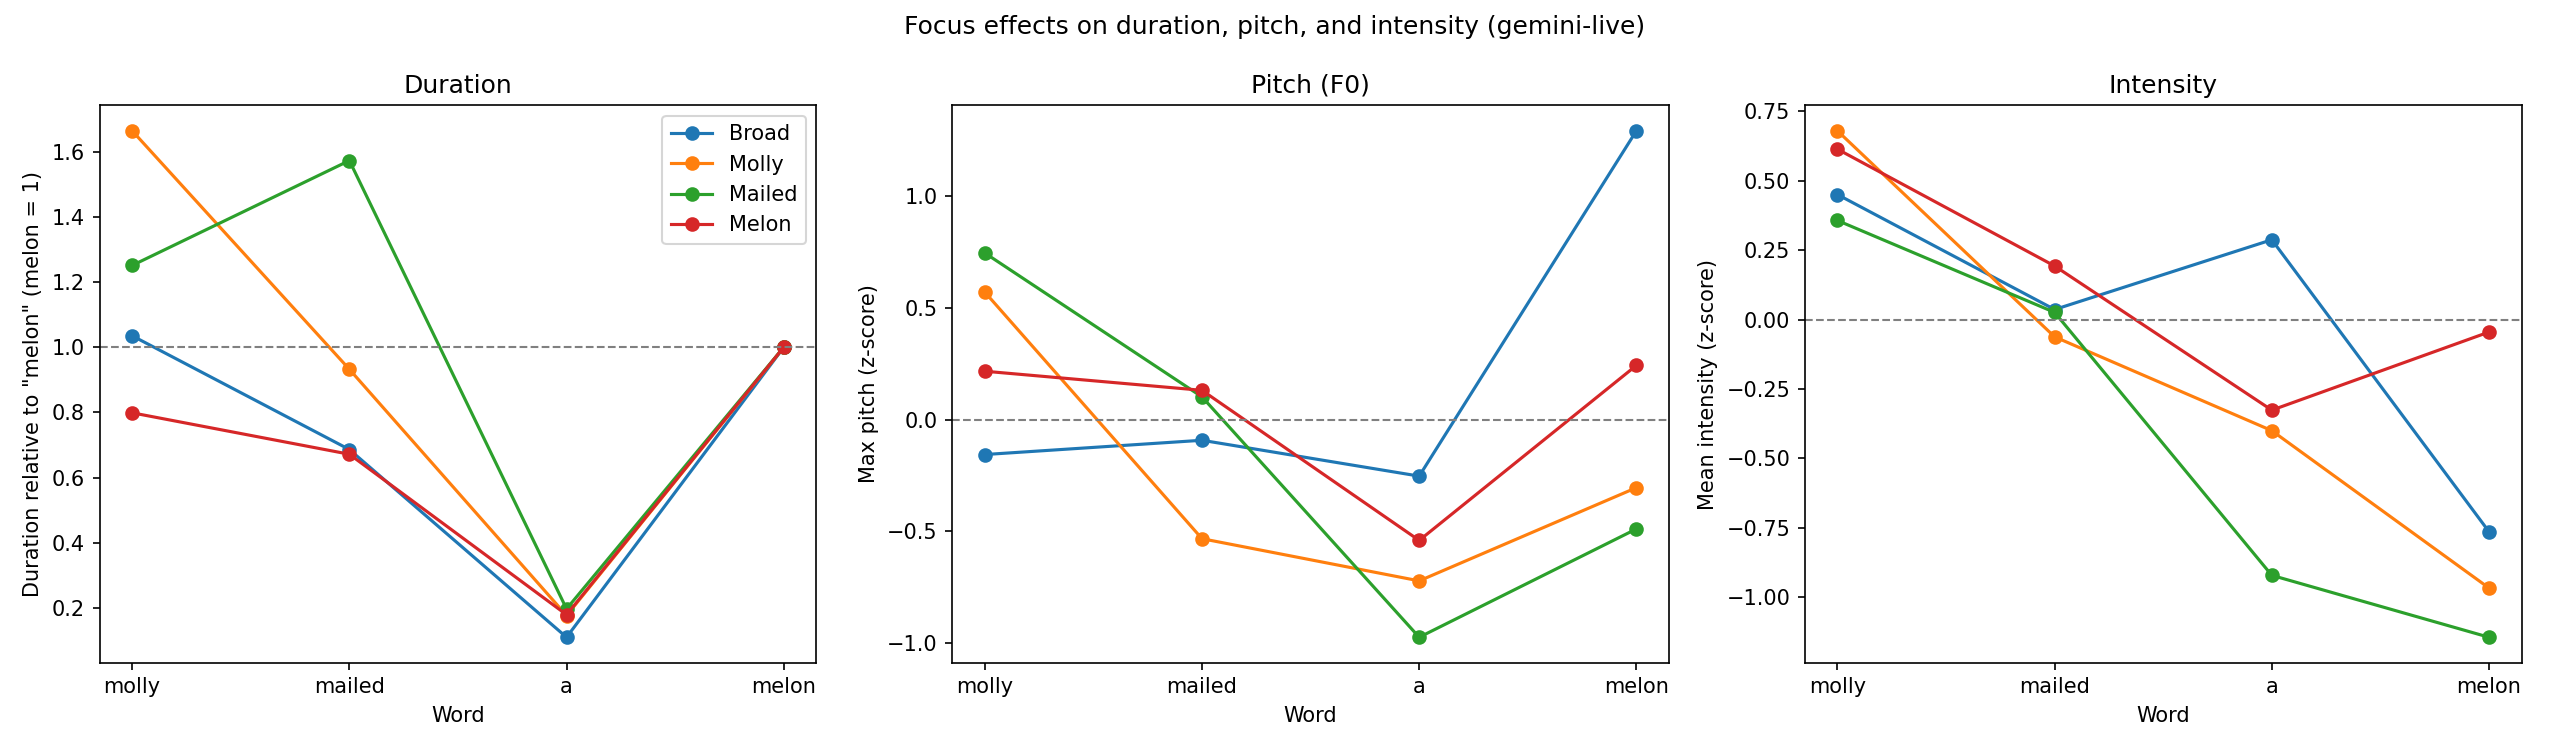 Focus effects on duration, pitch, and intensity (gemini-live)
Duration
Duration relative to "melon" (melon = 1)
1.6
1.4
1.2
1.0
0.8
0.6
0.4
0.2
Broad
Molly
Mailed
Melon
molly mailed a melon
Word
Pitch (F0)
Max pitch (z-score)
1.0
0.5
0.0
−0.5
−1.0
molly mailed a melon
Word
Intensity
Mean intensity (z-score)
0.75
0.50
0.25
0.00
−0.25
−0.50
−0.75
−1.00
molly mailed a melon
Word